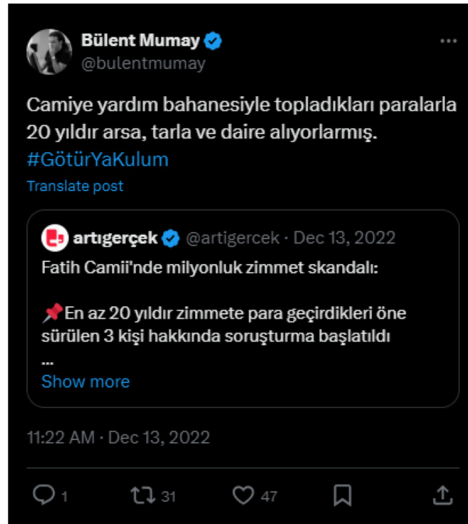 Bülent Mumay
@bulentmumay
Camiye yardım bahanesiyle topladıkları paralarla
20 yıldır arsa, tarla ve daire alıyorlarmış.
#GötürYaKulum
Translate post
artıgerçek @artigercek · Dec 13, 2022
Fatih Camii'nde milyonluk zimmet skandalı:
📌En az 20 yıldır zimmete para geçirdikleri öne
sürülen 3 kişi hakkında soruşturma başlatıldı
...
Show more
11:22 AM · Dec 13, 2022
1 31 47